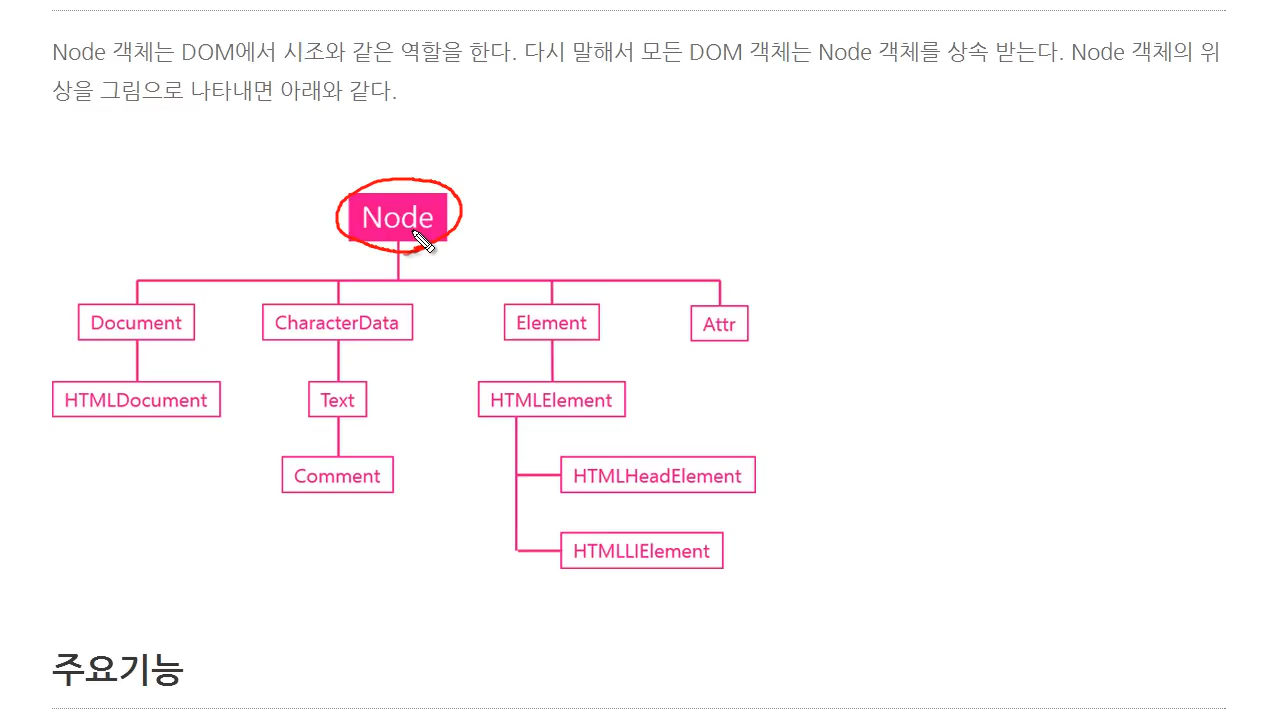 Node 객체는 DOM에서 시조와 같은 역할을 한다. 다시 말해서 모든 DOM 객체는 Node 객체를 상속 받는다. Node 객체의 위
상을 그림으로 나타내면 아래와 같다.
Node
Document
CharacterData
Element
Attr
HTMLDocument
Text
HTMLElement
Comment
HTMLHeadElement
HTMLLIElement
주요기능